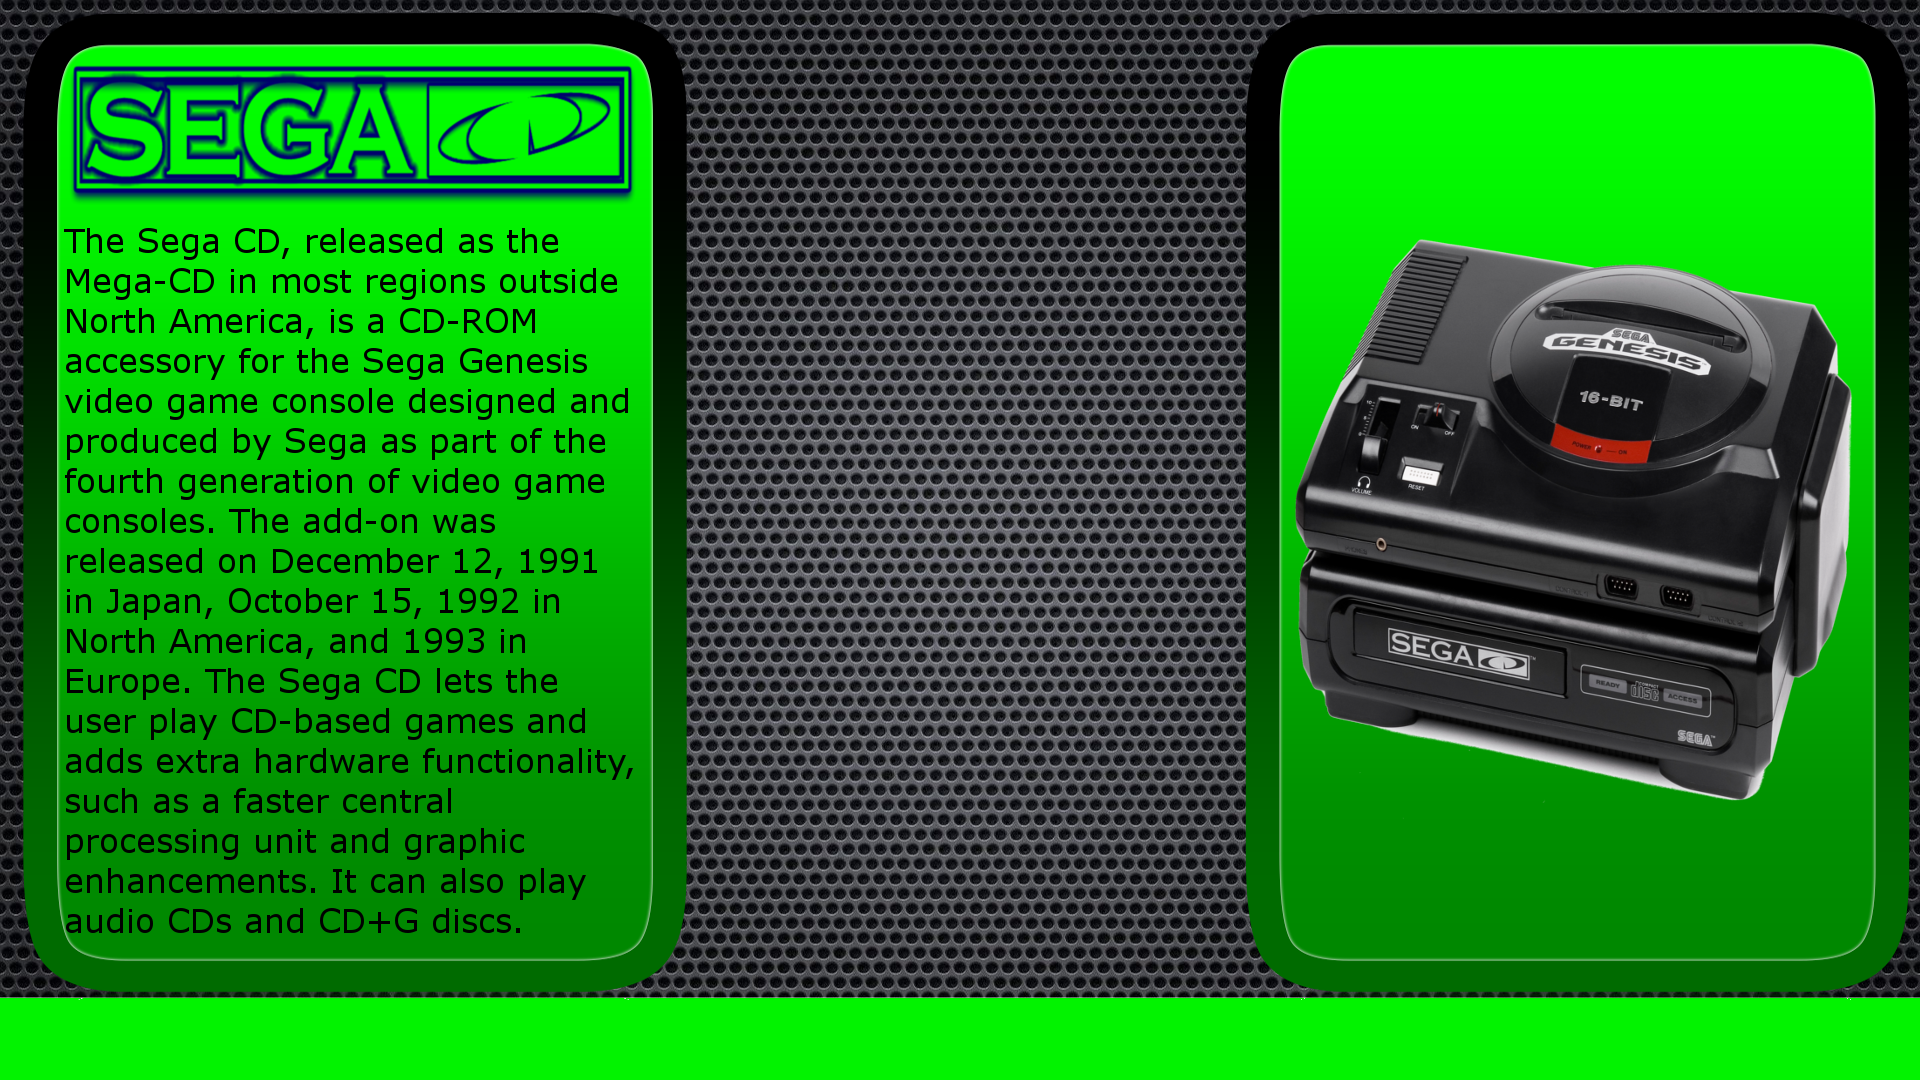 SEGA CD
The Sega CD, released as the
Mega-CD in most regions outside
North America, is a CD-ROM
accessory for the Sega Genesis
video game console designed and
produced by Sega as part of the
fourth generation of video game
consoles. The add-on was
released on December 12, 1991
in Japan, October 15, 1992 in
North America, and 1993 in
Europe. The Sega CD lets the
user play CD-based games and
adds extra hardware functionality,
such as a faster central
processing unit and graphic
enhancements. It can also play
audio CDs and CD+G discs.
SEGA
GENESIS
16-BIT
POWER ON
ON OFF
VOLUME
RESET
SEGA CD
READY COMPACT disc ACCESS
SEGA™